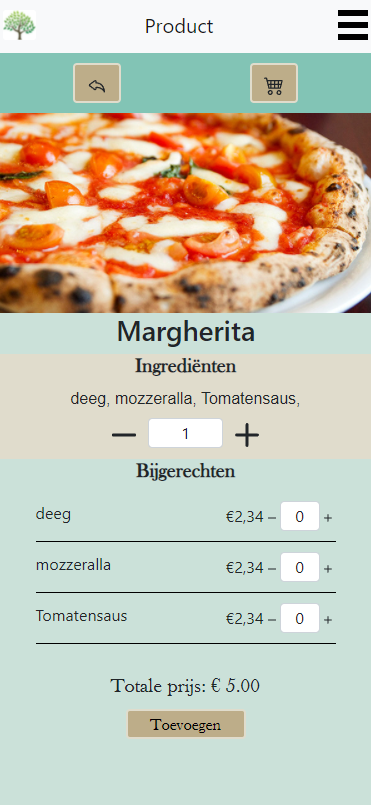 Product
Margherita
Ingrediënten
deeg, mozzeralla, Tomatensaus,
− 1 +
Bijgerechten
deeg €2,34 − 0 +
mozzeralla €2,34 − 0 +
Tomatensaus €2,34 − 0 +
Totale prijs: € 5.00
Toevoegen